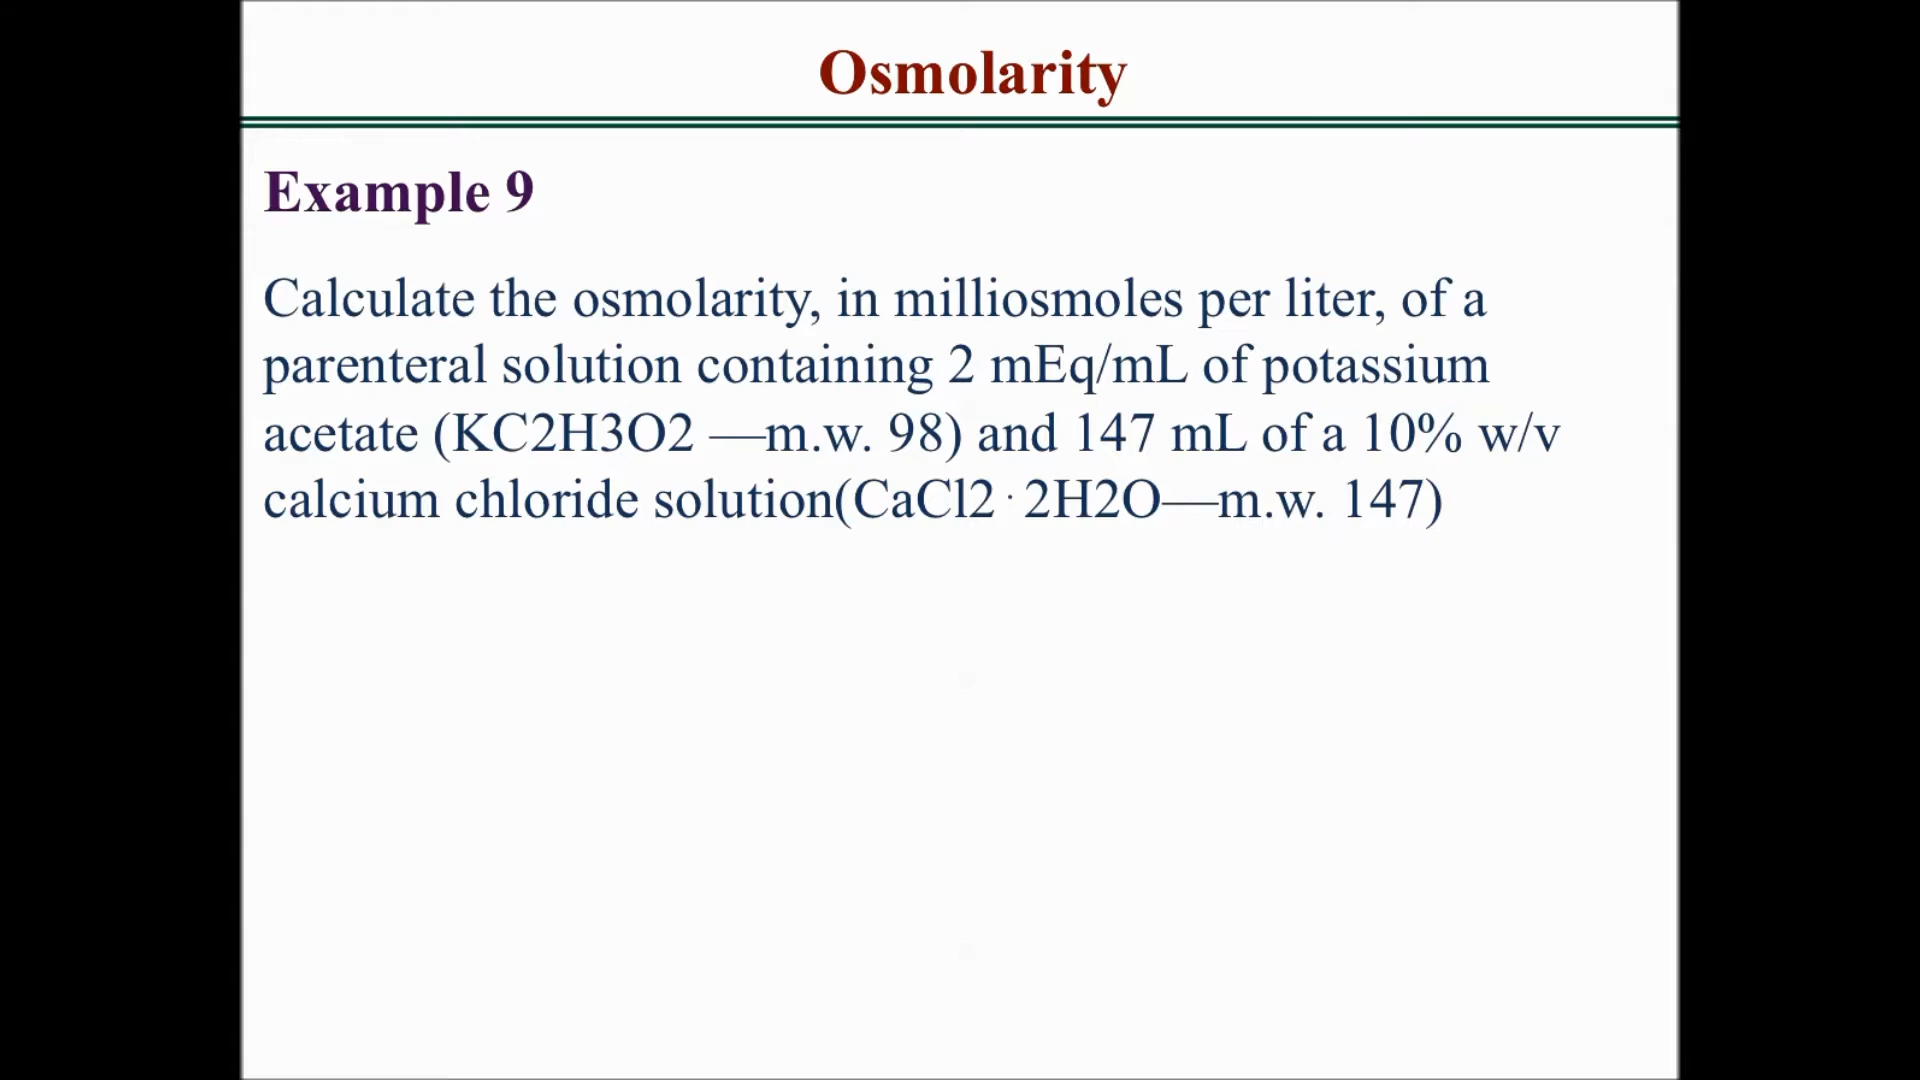 Osmolarity
Example 9
Calculate the osmolarity, in milliosmoles per liter, of a
parenteral solution containing 2 mEq/mL of potassium
acetate (KC2H3O2 —m.w. 98) and 147 mL of a 10% w/v
calcium chloride solution(CaCl2 · 2H2O—m.w. 147)